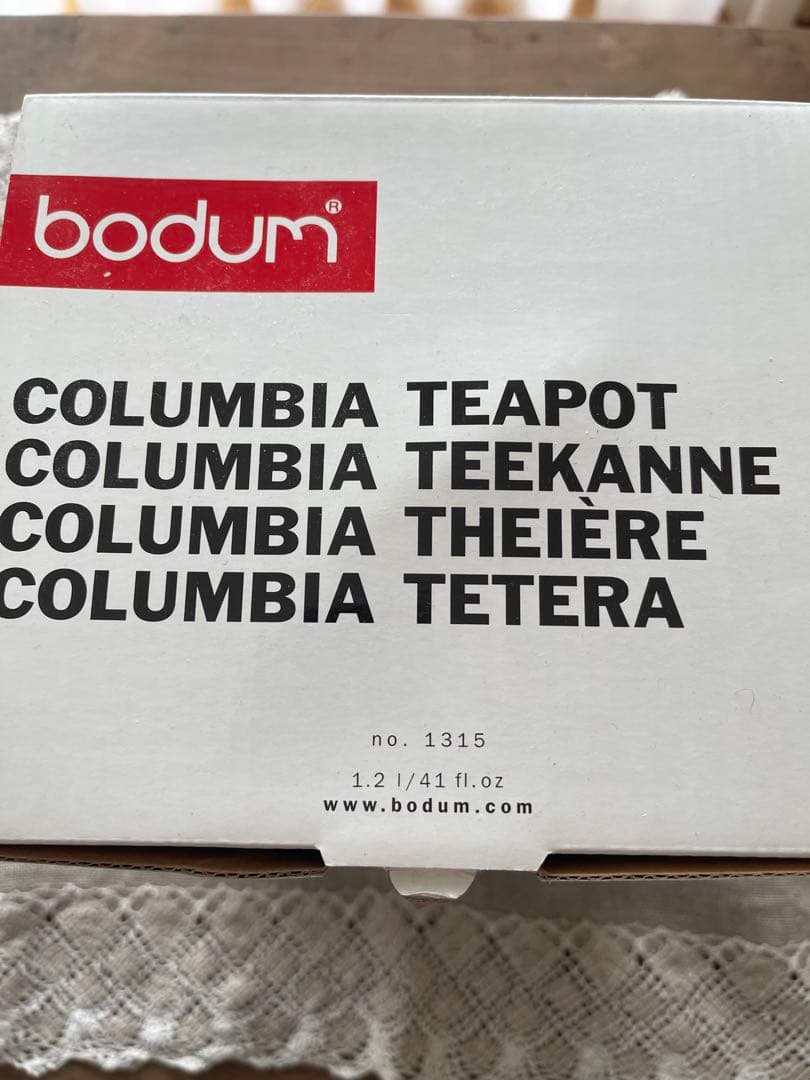 bodum®
COLUMBIA TEAPOT
COLUMBIA TEEKANNE
COLUMBIA THEIÈRE
COLUMBIA TETERA
no. 1315
1.2 l/41 fl.oz
www.bodum.com